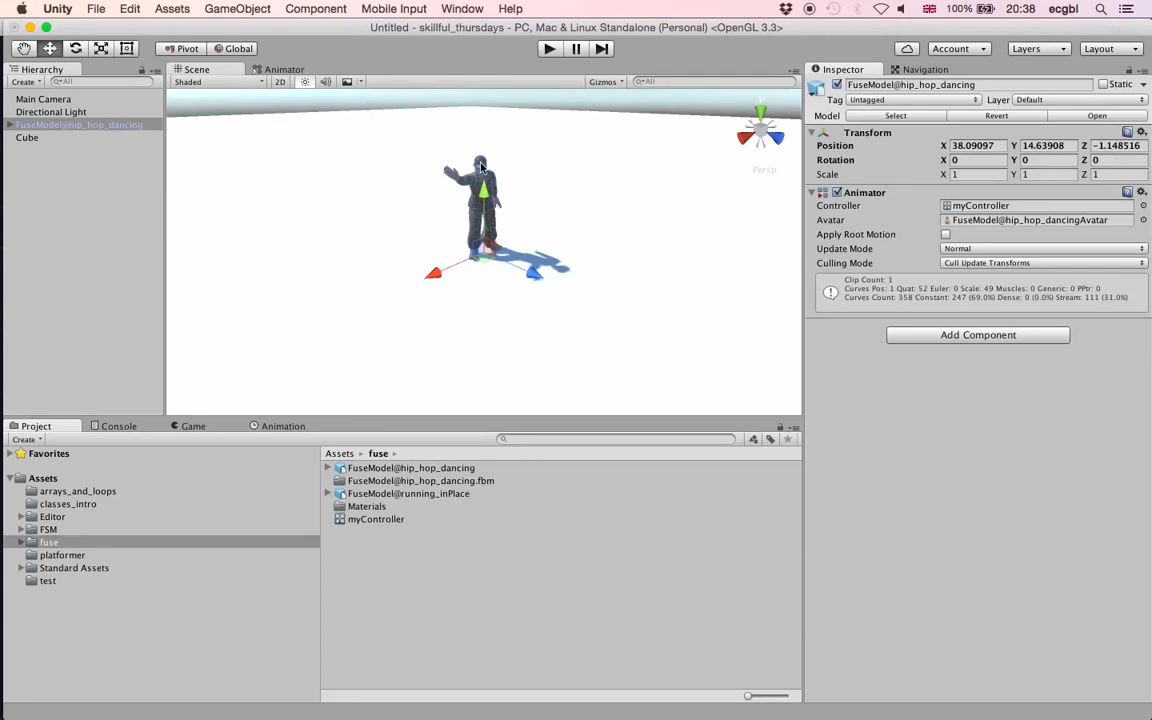 Unity File Edit Assets GameObject Component Mobile Input Window Help 100% 20:38 ecgbl
Untitled - skillful_thursdays - PC, Mac & Linux Standalone (Personal) <OpenGL 3.3>
Pivot Global Account Layers Layout
Hierarchy Scene Animator Inspector Navigation
Create All Shaded 2D Gizmos All
FuseModel@hip_hop_dancing Static
Main Camera
Tag Untagged Layer Default
Directional Light
Model Select Revert Open
FuseModel@hip_hop_dancing
Cube
Transform
Position X 38.09097 Y 14.63908 Z -1.148516
Rotation X 0 Y 0 Z 0
Scale X 1 Y 1 Z 1
Persp
Animator
Controller myController
Avatar FuseModel@hip_hop_dancingAvatar
Apply Root Motion
Update Mode Normal
Culling Mode Cull Update Transforms
Clip Count: 1
Curves Pos: 1 Quat: 52 Euler: 0 Scale: 49 Muscles: 0 Generic: 0 PPtr: 0
Curves Count: 358 Constant: 247 (69.0%) Dense: 0 (0.0%) Stream: 111 (31.0%)
Add Component
Project Console Game Animation
Create
Favorites
Assets
arrays_and_loops
classes_intro
Editor
FSM
fuse
platformer
Standard Assets
test
Assets fuse
FuseModel@hip_hop_dancing
FuseModel@hip_hop_dancing.fbm
FuseModel@running_inPlace
Materials
myController